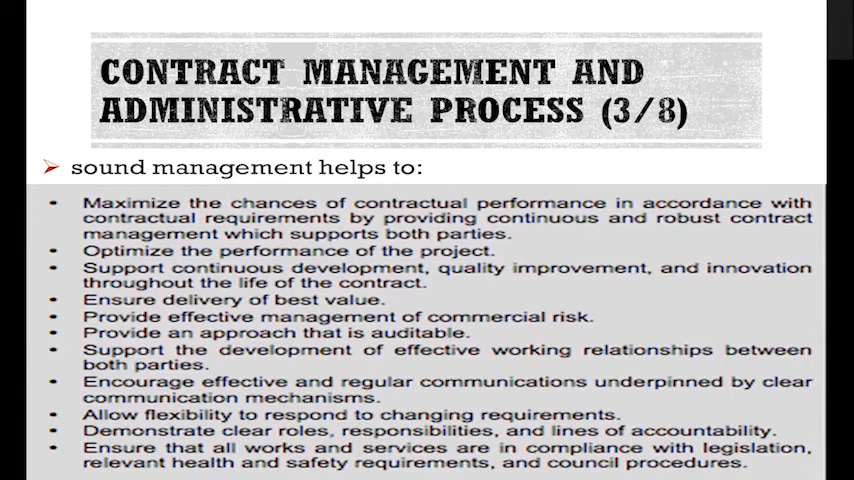 CONTRACT MANAGEMENT AND
ADMINISTRATIVE PROCESS (3/8)
sound management helps to:
• Maximize the chances of contractual performance in accordance with
contractual requirements by providing continuous and robust contract
management which supports both parties.
• Optimize the performance of the project.
• Support continuous development, quality improvement, and innovation
throughout the life of the contract.
• Ensure delivery of best value.
• Provide effective management of commercial risk.
• Provide an approach that is auditable.
• Support the development of effective working relationships between
both parties.
• Encourage effective and regular communications underpinned by clear
communication mechanisms.
• Allow flexibility to respond to changing requirements.
• Demonstrate clear roles, responsibilities, and lines of accountability.
• Ensure that all works and services are in compliance with legislation,
relevant health and safety requirements, and council procedures.